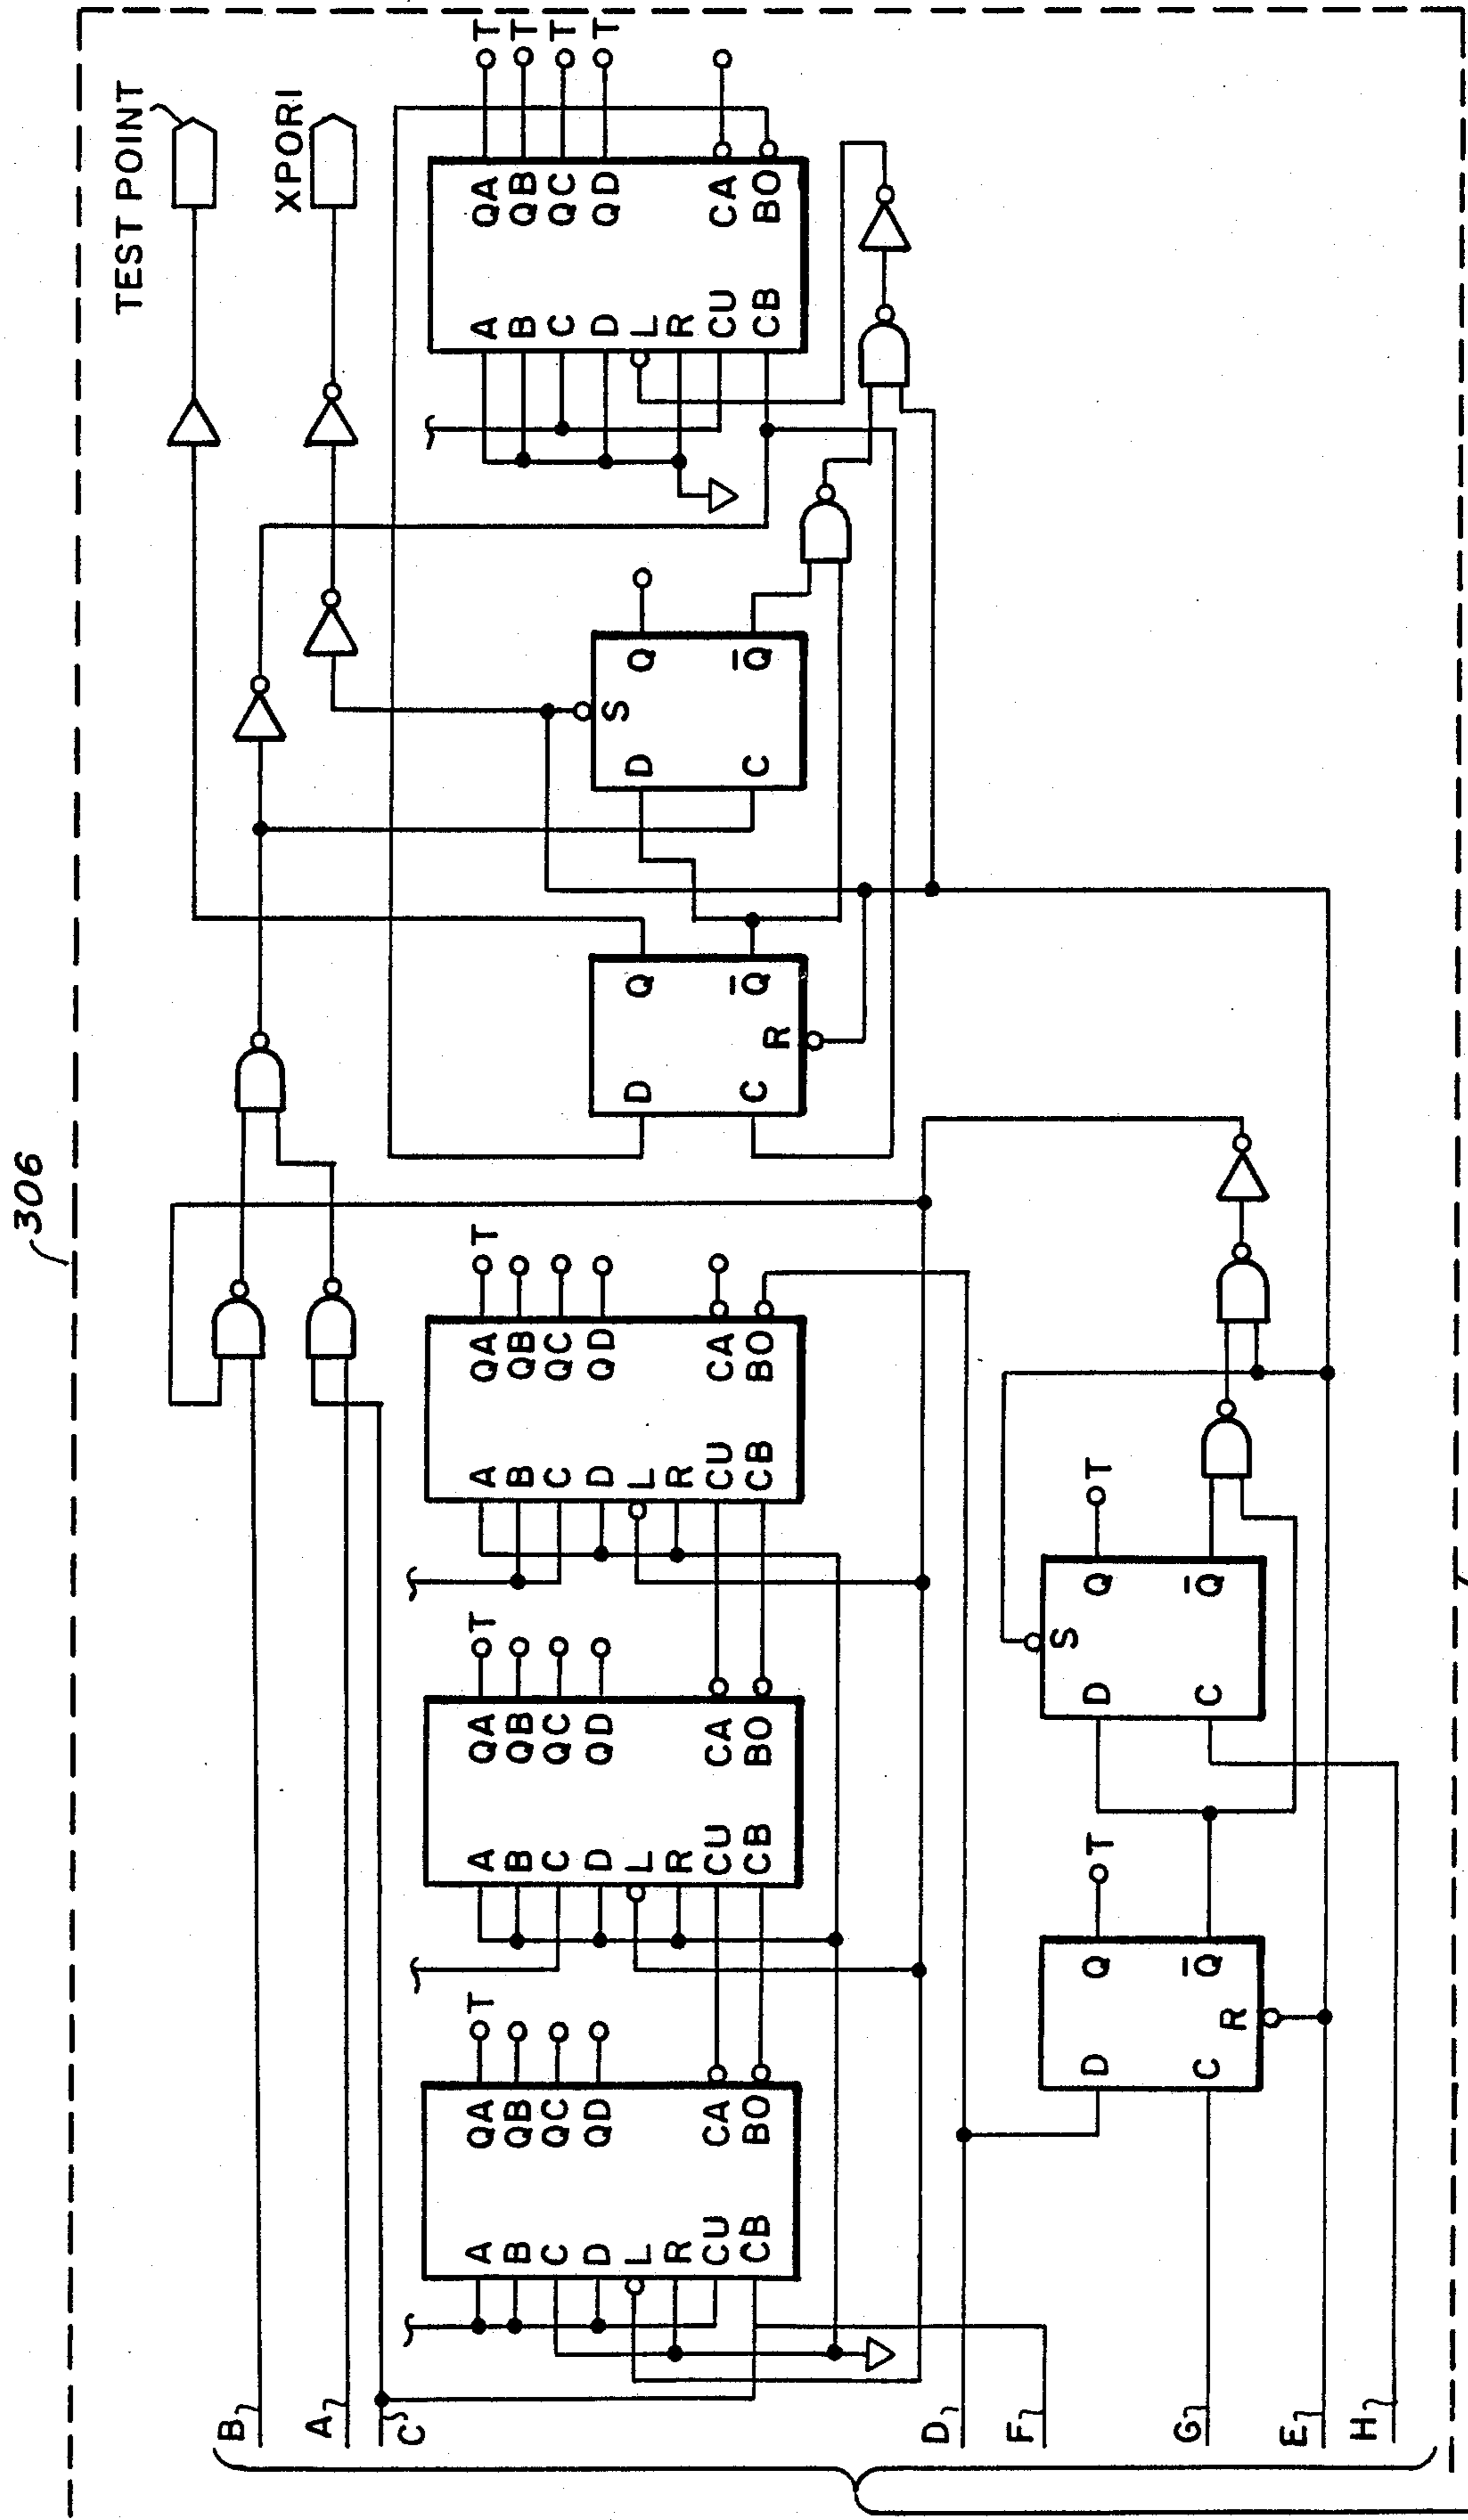 306
TEST POINT
XPORI
B
A
C
D
F
G
E
H
A QA T
B QB
C QC
D QD
L
R
CU CA
CB BO
A QA T
B QB
C QC
D QD
L
R
CU CA
CB BO
A QA T
B QB
C QC
D QD
L
R
CU CA
CB BO
D Q
R
C Q̅
D S Q
C Q̅
A QA T
B QB T
C QC T
D QD T
L
R
CU CA
CB BO
D Q T
C Q̅
R
S
D Q T
C Q̅